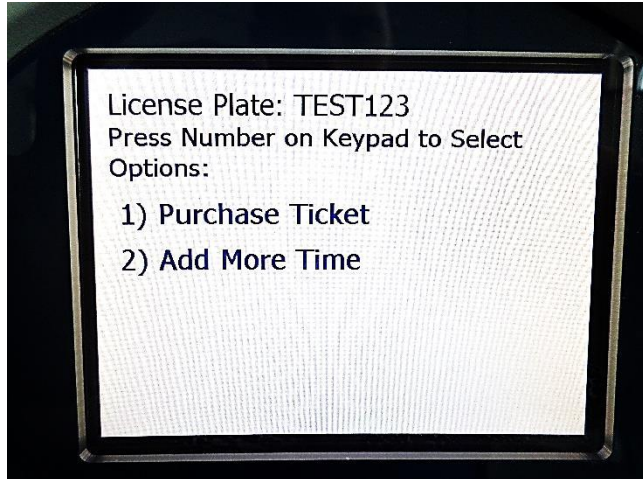 License Plate: TEST123
Press Number on Keypad to Select
Options:
1) Purchase Ticket
2) Add More Time